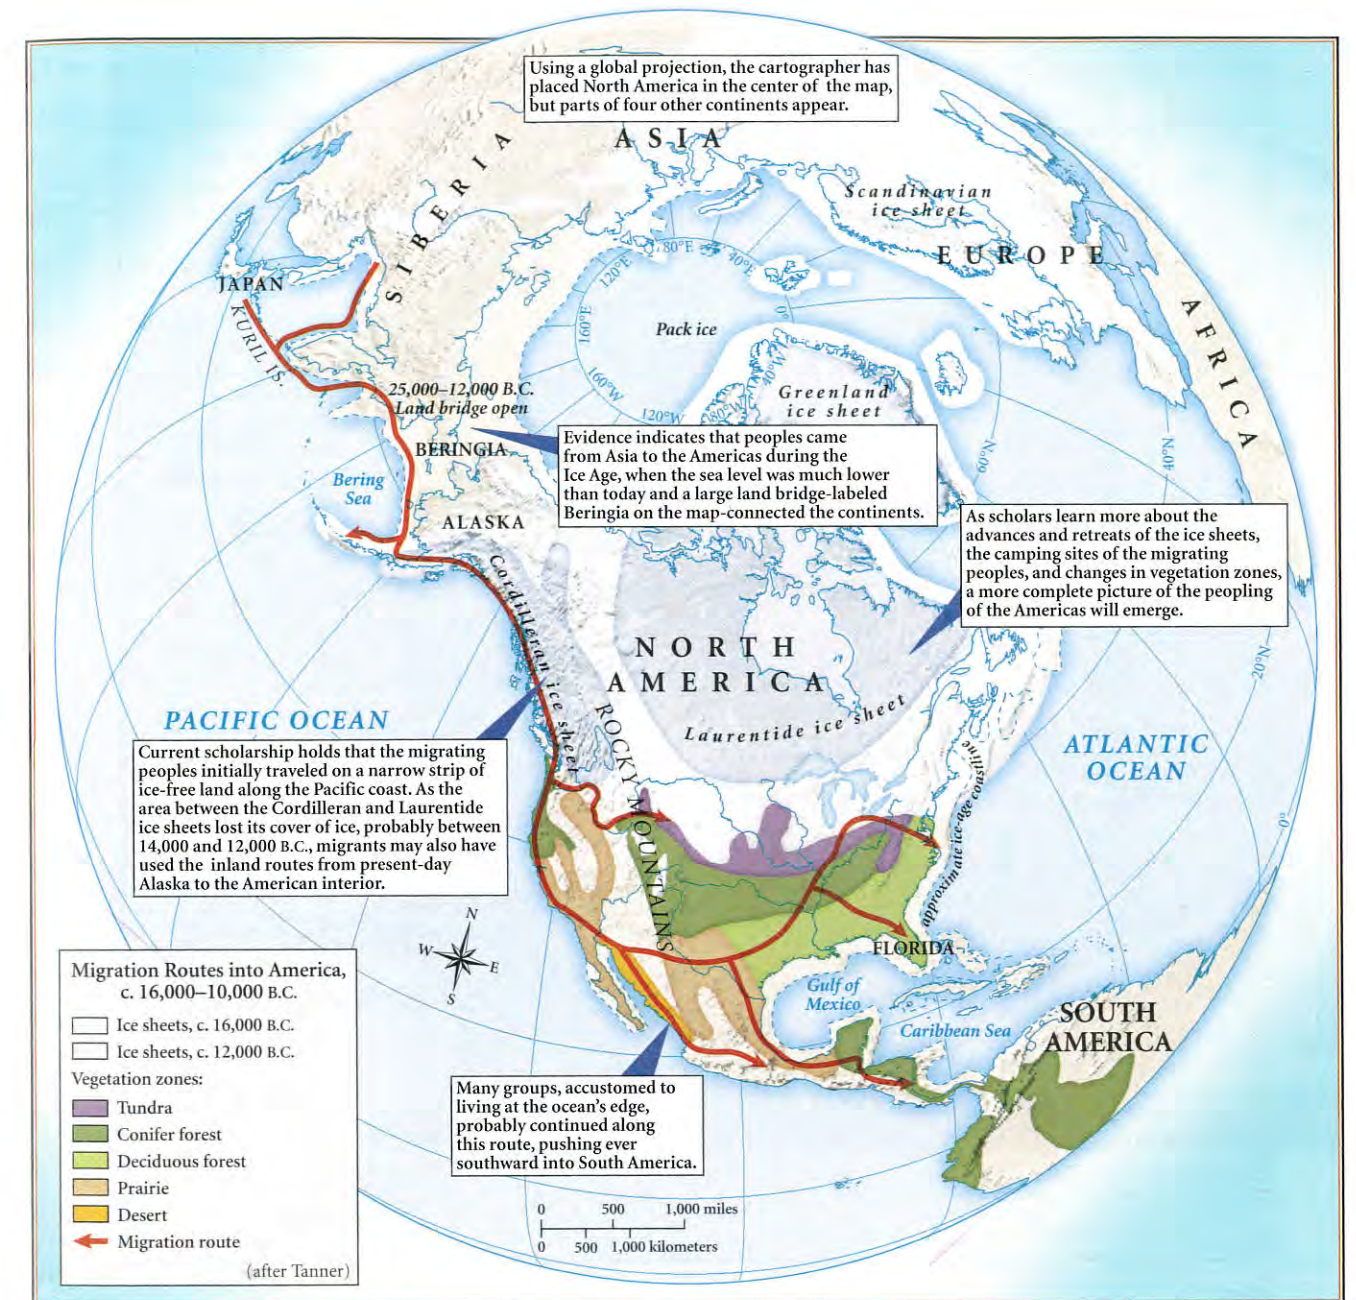 Using a global projection, the cartographer has
placed North America in the center of the map,
but parts of four other continents appear.
ASIA
SIBERIA
Scandinavian
ice sheet
EUROPE
AFRICA
JAPAN
KURIL IS.
80°E
40°E
120°E
160°E
0°
160°W
120°W
80°W
40°W
Pack ice
Greenland
ice sheet
25,000–12,000 B.C.
Land bridge open
BERINGIA
60°N
40°N
20°N
0°
Evidence indicates that peoples came
from Asia to the Americas during the
Ice Age, when the sea level was much lower
than today and a large land bridge-labeled
Beringia on the map-connected the continents.
Bering
Sea
ALASKA
As scholars learn more about the
advances and retreats of the ice sheets,
the camping sites of the migrating
peoples, and changes in vegetation zones,
a more complete picture of the peopling
of the Americas will emerge.
Cordilleran ice sheet
NORTH
AMERICA
Laurentide ice sheet
ROCKY MOUNTAINS
PACIFIC OCEAN
ATLANTIC
OCEAN
approximate ice-age coastline
Current scholarship holds that the migrating
peoples initially traveled on a narrow strip of
ice-free land along the Pacific coast. As the
area between the Cordilleran and Laurentide
ice sheets lost its cover of ice, probably between
14,000 and 12,000 B.C., migrants may also have
used the inland routes from present-day
Alaska to the American interior.
N
W
E
S
FLORIDA
Gulf of
Mexico
Caribbean Sea
SOUTH
AMERICA
Many groups, accustomed to
living at the ocean's edge,
probably continued along
this route, pushing ever
southward into South America.
Migration Routes into America,
c. 16,000–10,000 B.C.
Ice sheets, c. 16,000 B.C.
Ice sheets, c. 12,000 B.C.
Vegetation zones:
Tundra
Conifer forest
Deciduous forest
Prairie
Desert
Migration route
(after Tanner)
0 500 1,000 miles
0 500 1,000 kilometers